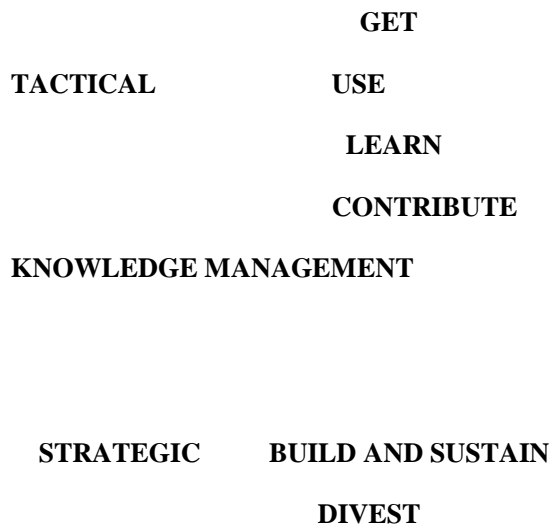 GET
TACTICAL USE
LEARN
CONTRIBUTE
KNOWLEDGE MANAGEMENT
STRATEGIC BUILD AND SUSTAIN
DIVEST